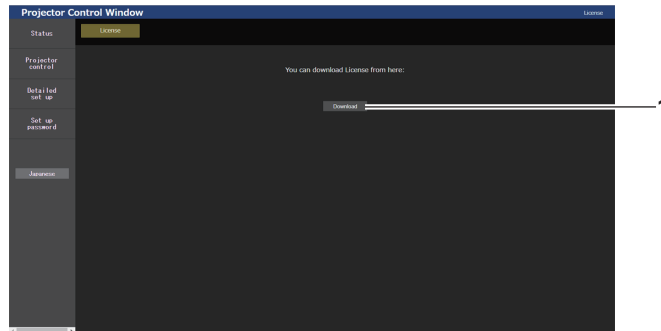 Projector Control Window
License
Status
License
Projector
control
You can download License from here:
Detailed
set up
Download
1
Set up
password
Japanese